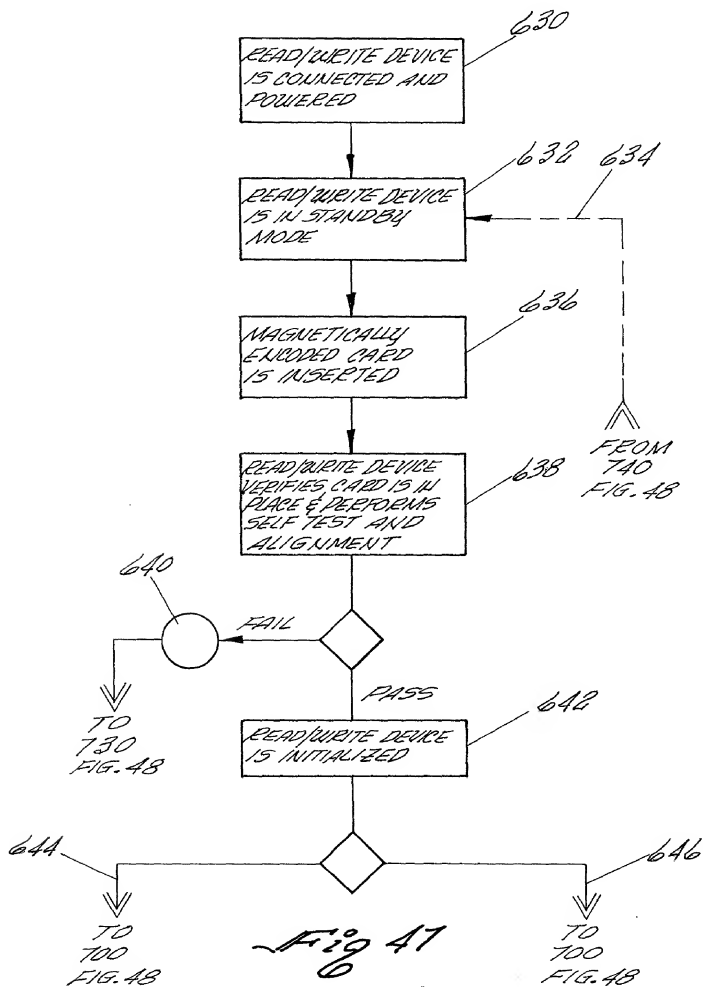 630
READ/WRITE DEVICE
IS CONNECTED AND
POWERED
632
634
READ/WRITE DEVICE
IS IN STANDBY
MODE
636
MAGNETICALLY
ENCODED CARD
IS INSERTED
FROM
740
FIG. 48
638
READ/WRITE DEVICE
VERIFIES CARD IS IN
PLACE & PERFORMS
SELF TEST AND
ALIGNMENT
640
FAIL
PASS
TO
730
FIG. 48
642
READ/WRITE DEVICE
IS INITIALIZED
644
646
TO
700
FIG. 48
TO
700
FIG. 48
Fig 47